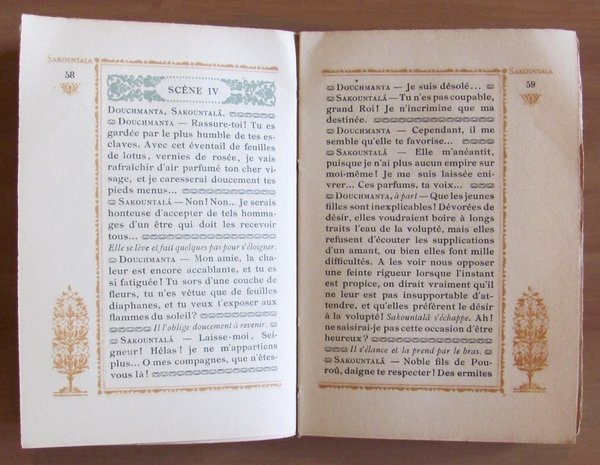 SAKOUNTALA
58
SCÈNE IV
DOUCHMANTA, SAKOUNTALÂ.
DOUCHMANTA — Rassure-toi! Tu es
gardée par le plus humble de tes es-
claves. Avec cet éventail de feuilles
de lotus, vernies de rosée, je vais
rafraîchir d'air parfumé ton cher vi-
sage, et je caresserai doucement tes
pieds menus...
SAKOUNTALÂ — Non! Non... Je serais
honteuse d'accepter de tels homma-
ges d'un être qui doit les recevoir
tous...
Elle se lève et fait quelques pas pour s'éloigner.
DOUCHMANTA — Mon amie, la cha-
leur est encore accablante, et tu es
si fatiguée! Tu sors d'une couche de
fleurs, tu n'es vêtue que de feuilles
diaphanes, et tu veux t'exposer aux
flammes du soleil?
Il l'oblige doucement à revenir.
SAKOUNTALÂ — Laisse-moi, Sei-
gneur! Hélas! je ne m'appartiens
plus... O mes compagnes, que n'êtes-
vous là!
SAKOUNTALA
59
DOUCHMANTA — Je suis désolé...
SAKOUNTALÂ — Tu n'es pas coupable,
grand Roi! Je n'incrimine que ma
destinée.
DOUCHMANTA — Cependant, il me
semble qu'elle te favorise...
SAKOUNTALÂ — Elle m'anéantit,
puisque je n'ai plus aucun empire sur
moi-même! Je me suis laissée eni-
vrer... Ces parfums, ta voix...
DOUCHMANTA, à part — Que les jeunes
filles sont inexplicables! Dévorées de
désir, elles voudraient boire à longs
traits l'eau de la volupté, mais elles
refusent d'écouter les supplications
d'un amant, ou bien elles font mille
difficultés. A les voir nous opposer
une feinte rigueur lorsque l'instant
est propice, on dirait vraiment qu'il
ne leur est pas insupportable d'at-
tendre, et qu'elles préfèrent le désir
à la volupté! Sakountalâ s'échappe. Ah!
ne saisirai-je pas cette occasion d'être
heureux?
Il s'élance et la prend par le bras.
SAKOUNTALÂ — Noble fils de Pou-
roû, daigne te respecter! Des ermites